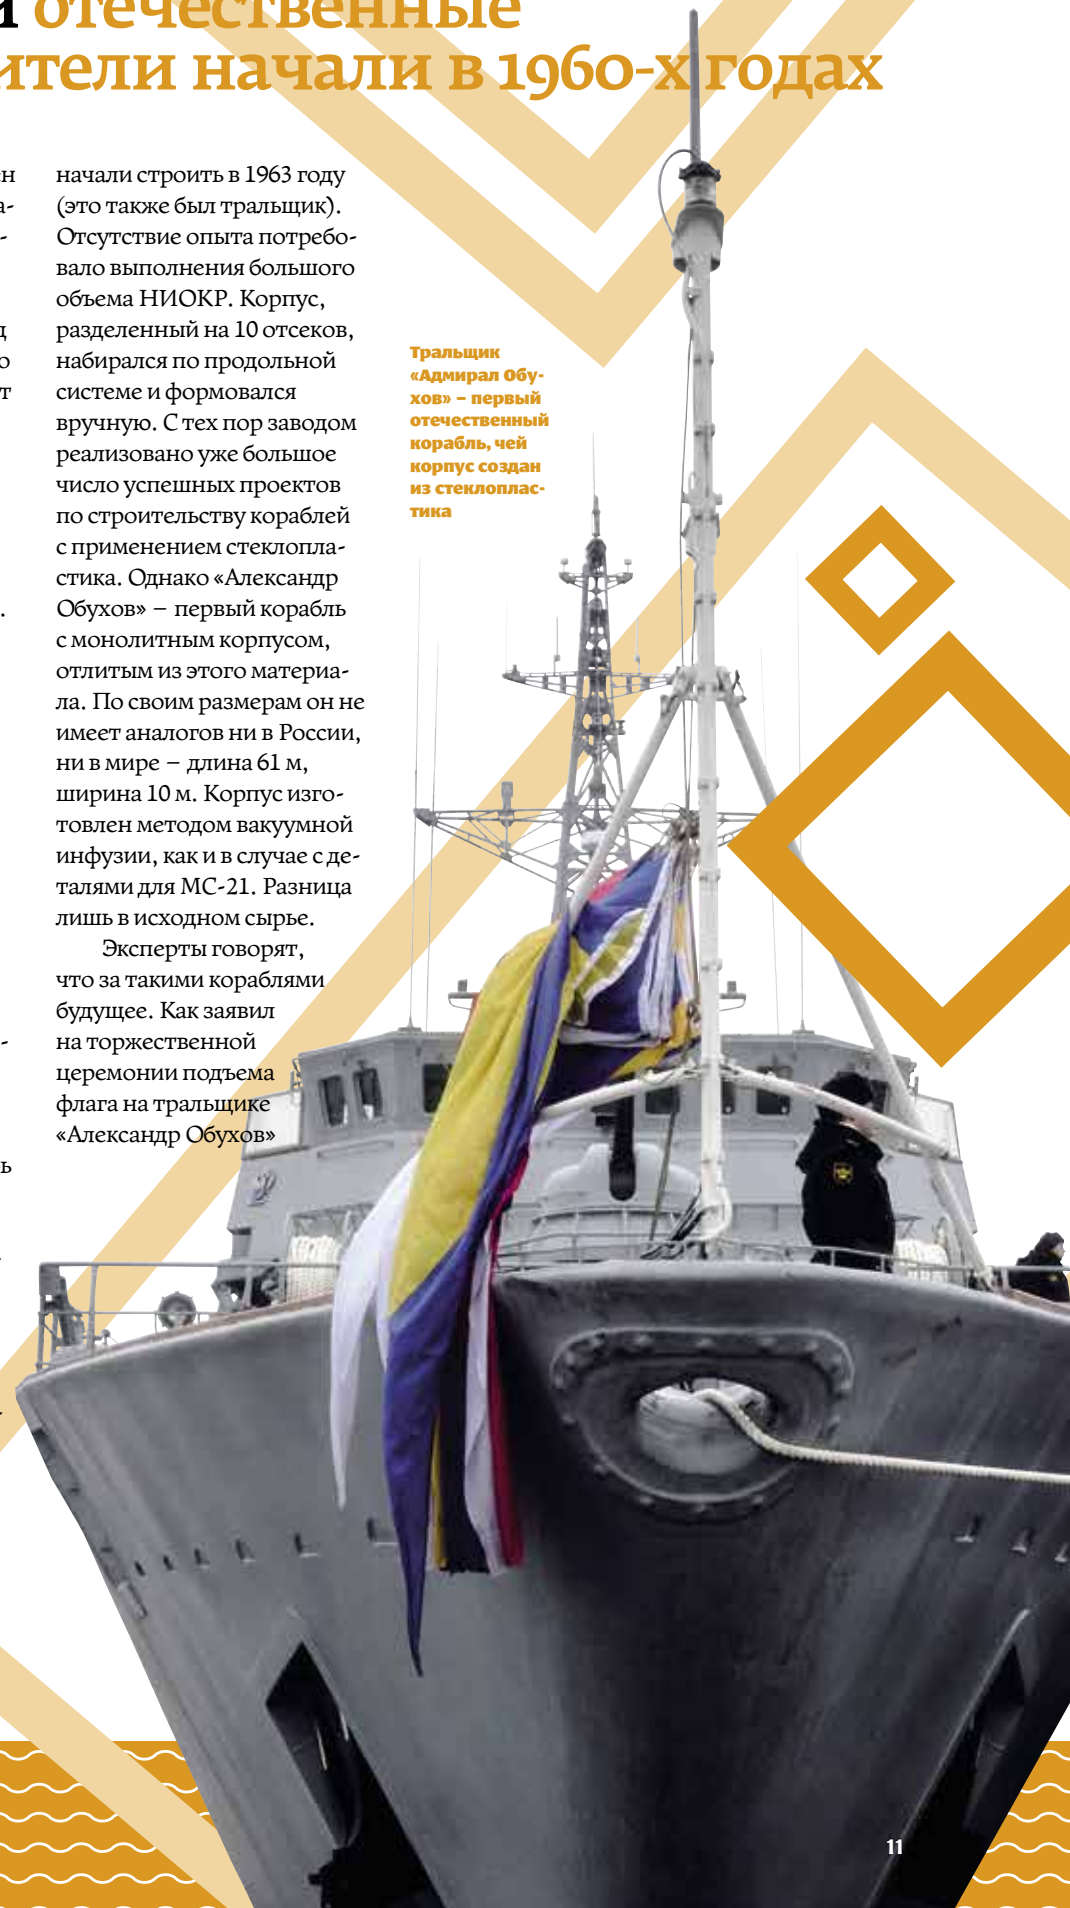 и отечественные
ители начали в 1960-х годах
н
а-
-
д
о
т
.
-
ь
начали строить в 1963 году
(это также был тральщик).
Отсутствие опыта потребо-
вало выполнения большого
объема НИОКР. Корпус,
разделенный на 10 отсеков,
набирался по продольной
системе и формовался
вручную. С тех пор заводом
реализовано уже большое
число успешных проектов
по строительству кораблей
с применением стеклопла-
стика. Однако «Александр
Обухов» – первый корабль
с монолитным корпусом,
отлитым из этого материа-
ла. По своим размерам он не
имеет аналогов ни в России,
ни в мире – длина 61 м,
ширина 10 м. Корпус изго-
товлен методом вакуумной
инфузии, как и в случае с де-
талями для МС-21. Разница
лишь в исходном сырье.
Эксперты говорят,
что за такими кораблями
будущее. Как заявил
на торжественной
церемонии подъема
флага на тральщике
«Александр Обухов»
Тральщик
«Адмирал Обу-
хов» – первый
отечественный
корабль, чей
корпус создан
из стеклоплас-
тика
11